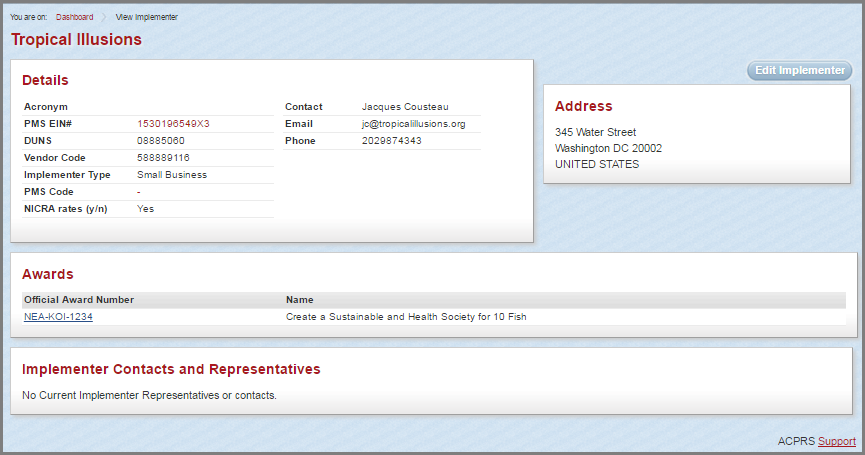 You are on: Dashboard View Implementer
Tropical Illusions
Details
Acronym
PMS EIN# 1530196549X3
DUNS 08885060
Vendor Code 588889116
Implementer Type Small Business
PMS Code -
NICRA rates (y/n) Yes
Contact Jacques Cousteau
Email jc@tropicalillusions.org
Phone 2029874343
Edit Implementer
Address
345 Water Street
Washington DC 20002
UNITED STATES
Awards
Official Award Number Name
NEA-KOI-1234 Create a Sustainable and Health Society for 10 Fish
Implementer Contacts and Representatives
No Current Implementer Representatives or contacts.
ACPRS Support